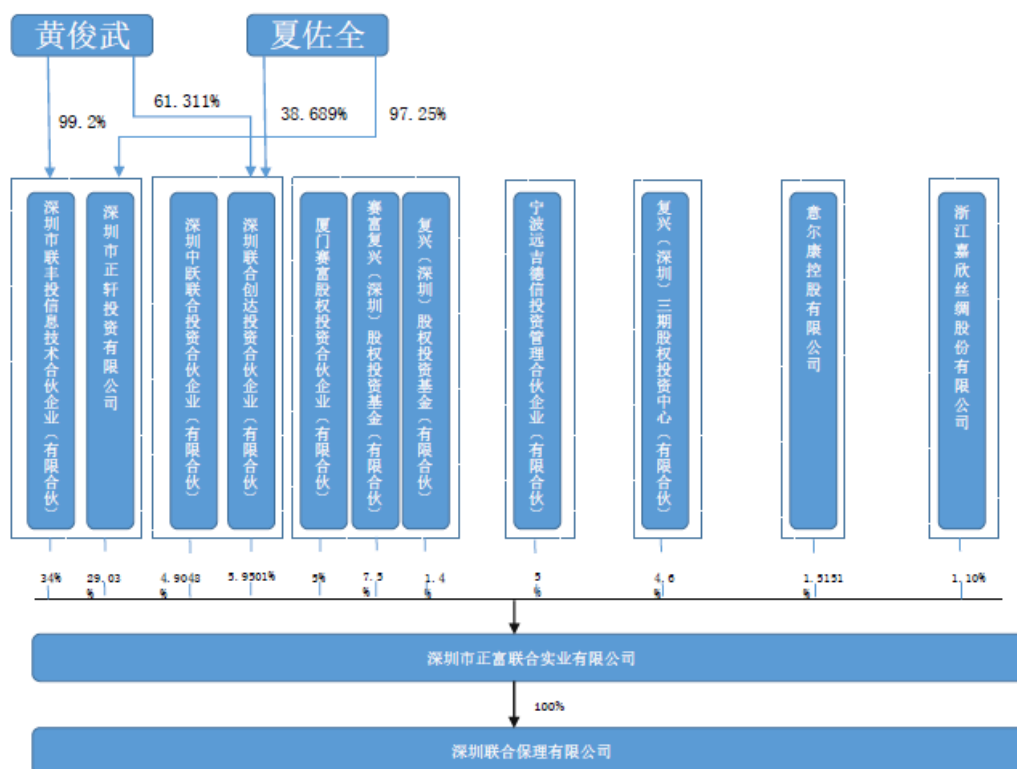 黄俊武
夏佐全
61.311%
99.2%
38.689%
97.25%
深圳市联丰投信息技术合伙企业（有限合伙）
深圳市正轩投资有限公司
深圳中跃联合投资合伙企业（有限合伙）
深圳联合创达投资合伙企业（有限合伙）
厦门赛富股权投资合伙企业（有限合伙）
赛富复兴（深圳）股权投资基金（有限合伙）
复兴（深圳）股权投资基金（有限合伙）
宁波远吉德信投资管理合伙企业（有限合伙）
复兴（深圳）三期股权投资中心（有限合伙）
意尔康控股有限公司
浙江嘉欣丝绸股份有限公司
34%
29.03%
4.9048%
5.9501%
5%
7.5%
1.4%
5%
4.6%
1.5151%
1.10%
深圳市正富联合实业有限公司
100%
深圳联合保理有限公司